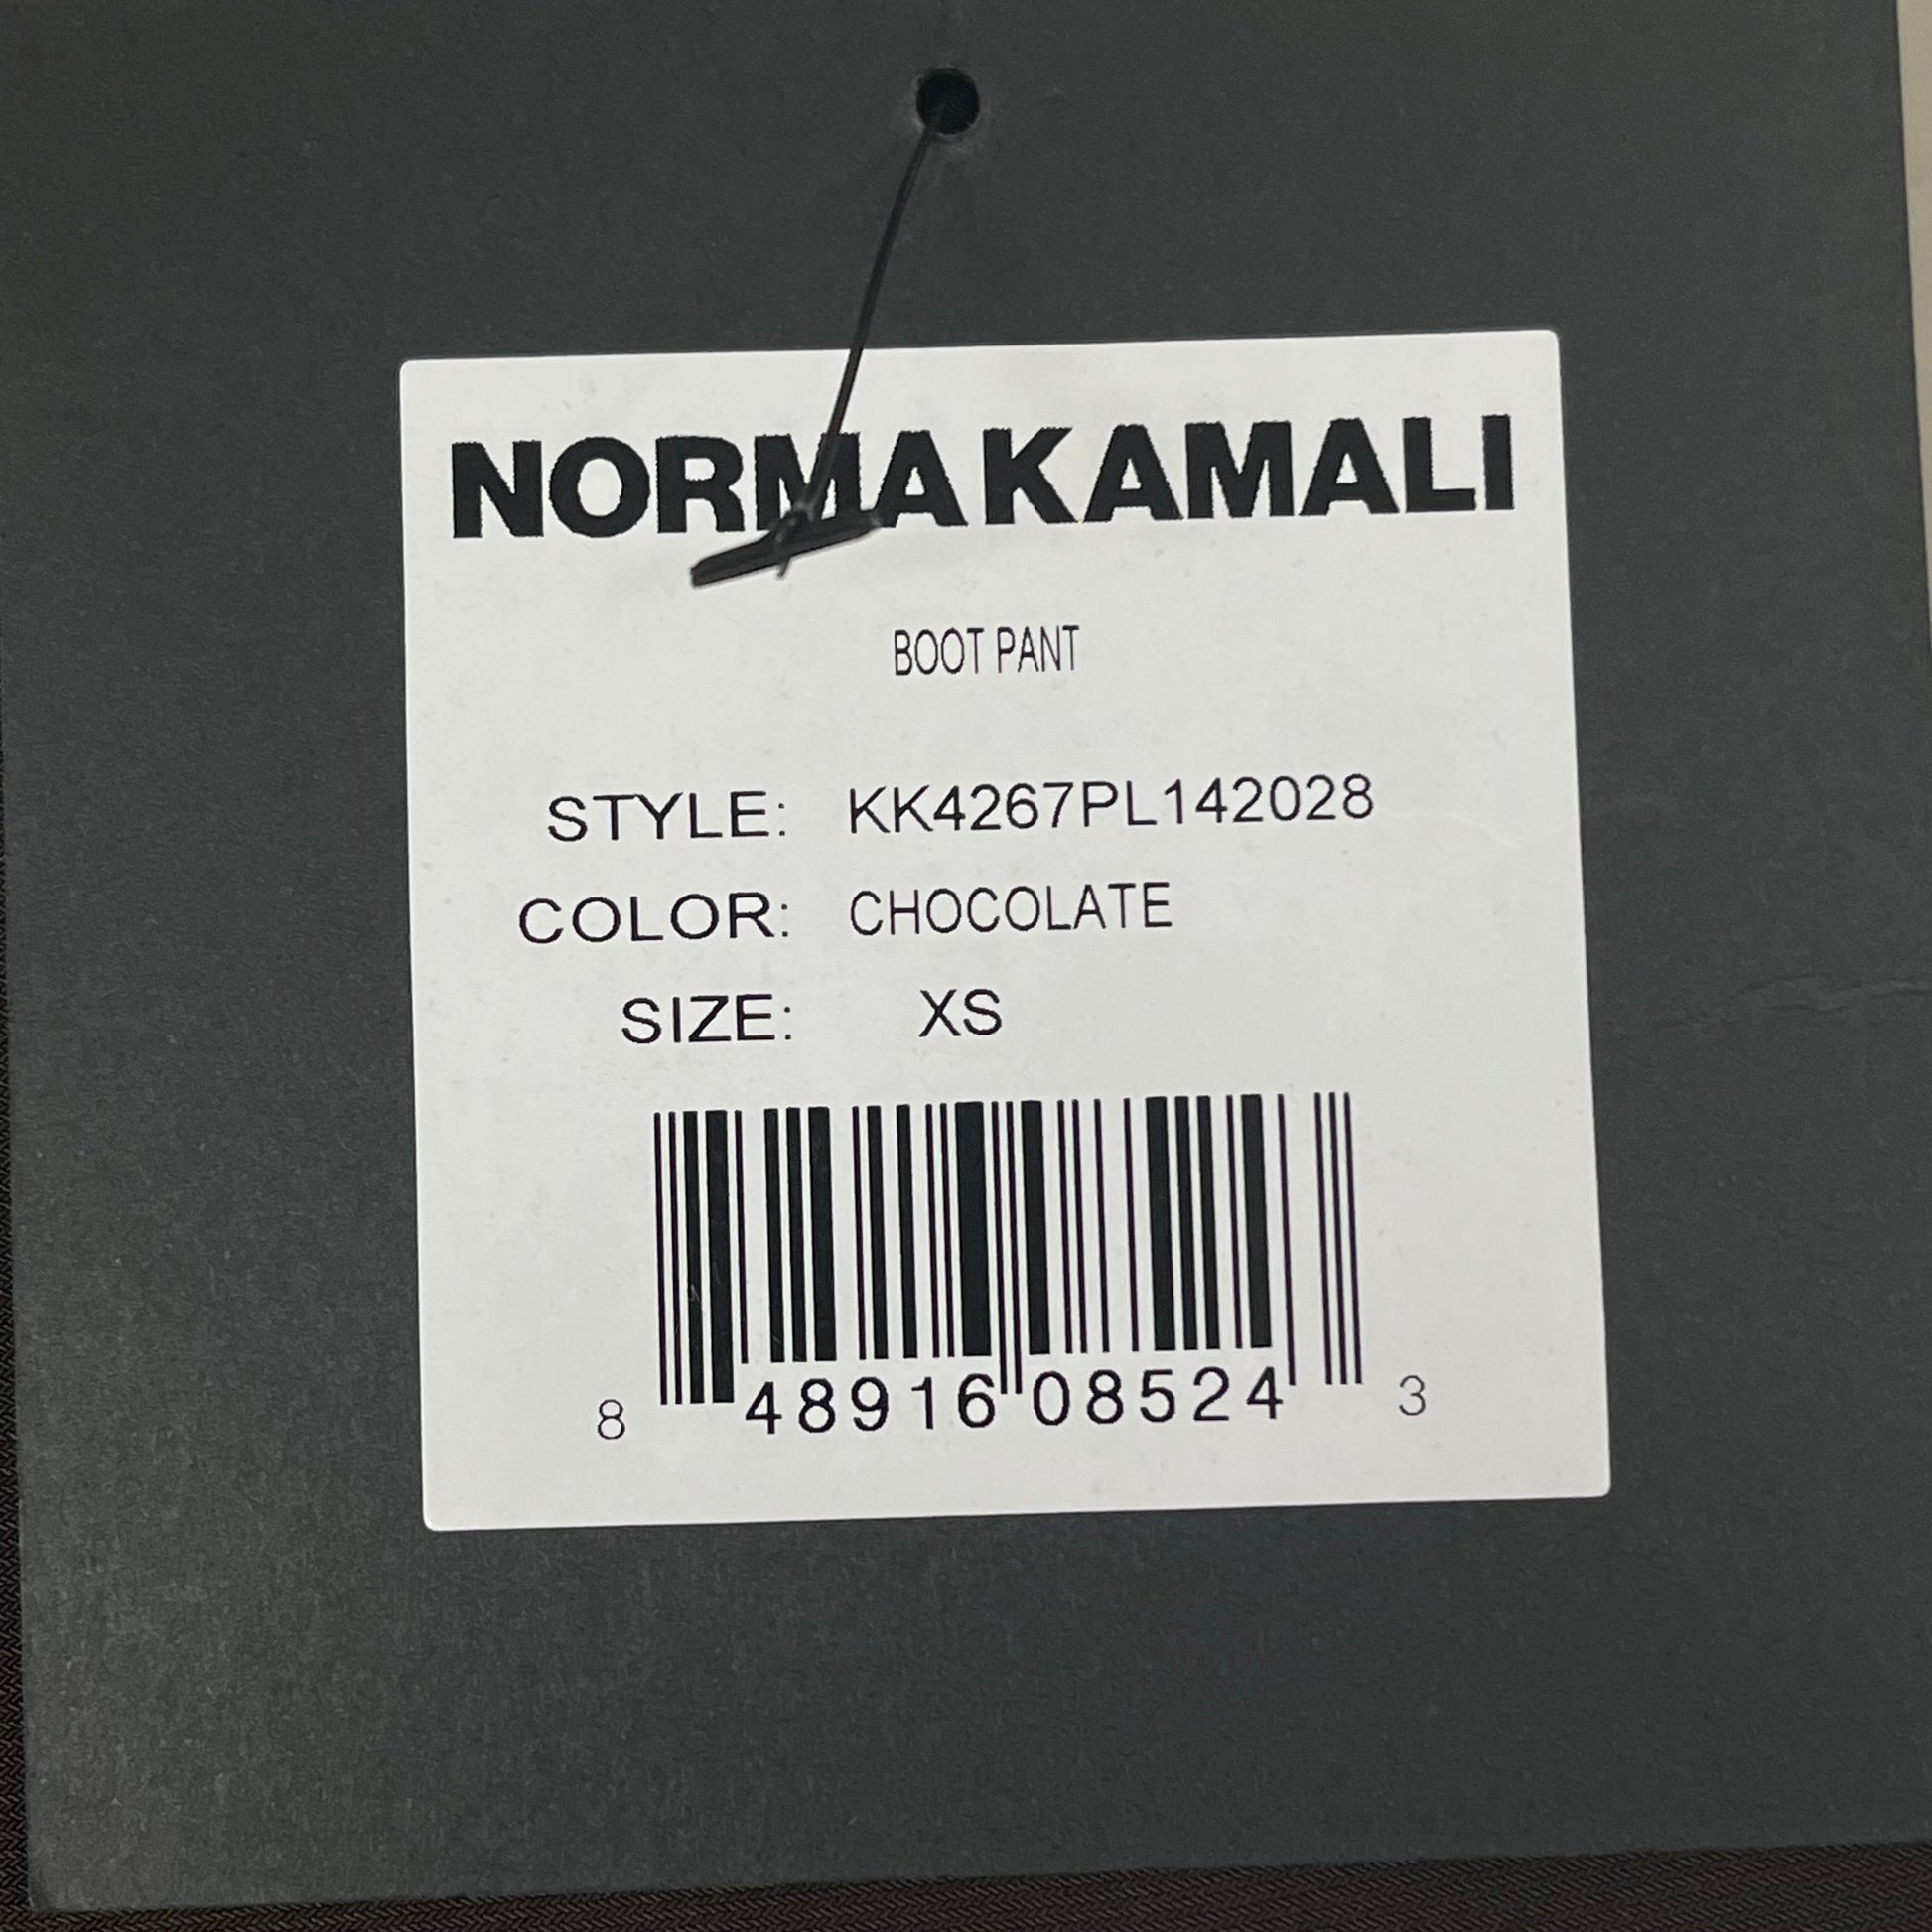 NORMA KAMALI
BOOT PANT
STYLE: KK4267PL142028
COLOR: CHOCOLATE
SIZE: XS
8 48916 08524 3